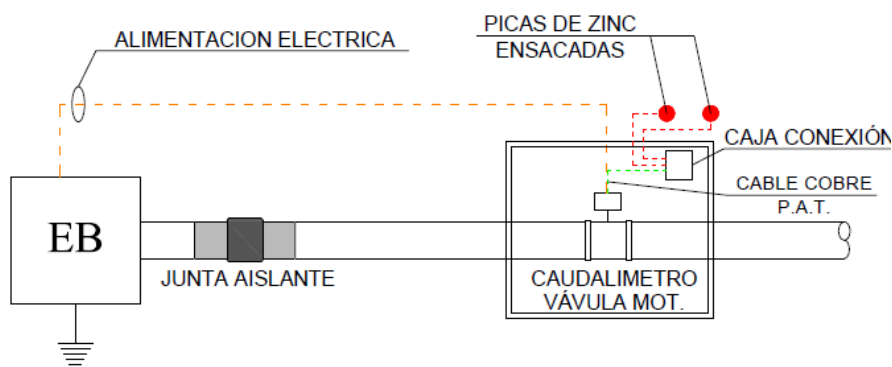 ALIMENTACION ELECTRICA
PICAS DE ZINC
ENSACADAS
CAJA CONEXIÓN
CABLE COBRE
P.A.T.
EB
JUNTA AISLANTE
CAUDALIMETRO
VÁVULA MOT.